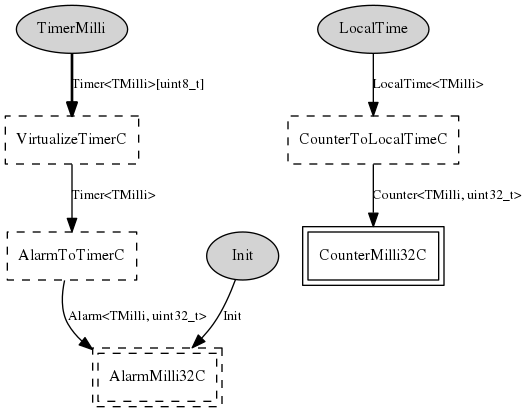 TimerMilli
LocalTime
Timer<TMilli>[uint8_t]
LocalTime<TMilli>
VirtualizeTimerC
CounterToLocalTimeC
Timer<TMilli>
Counter<TMilli, uint32_t>
AlarmToTimerC
Init
CounterMilli32C
Alarm<TMilli, uint32_t>
Init
AlarmMilli32C